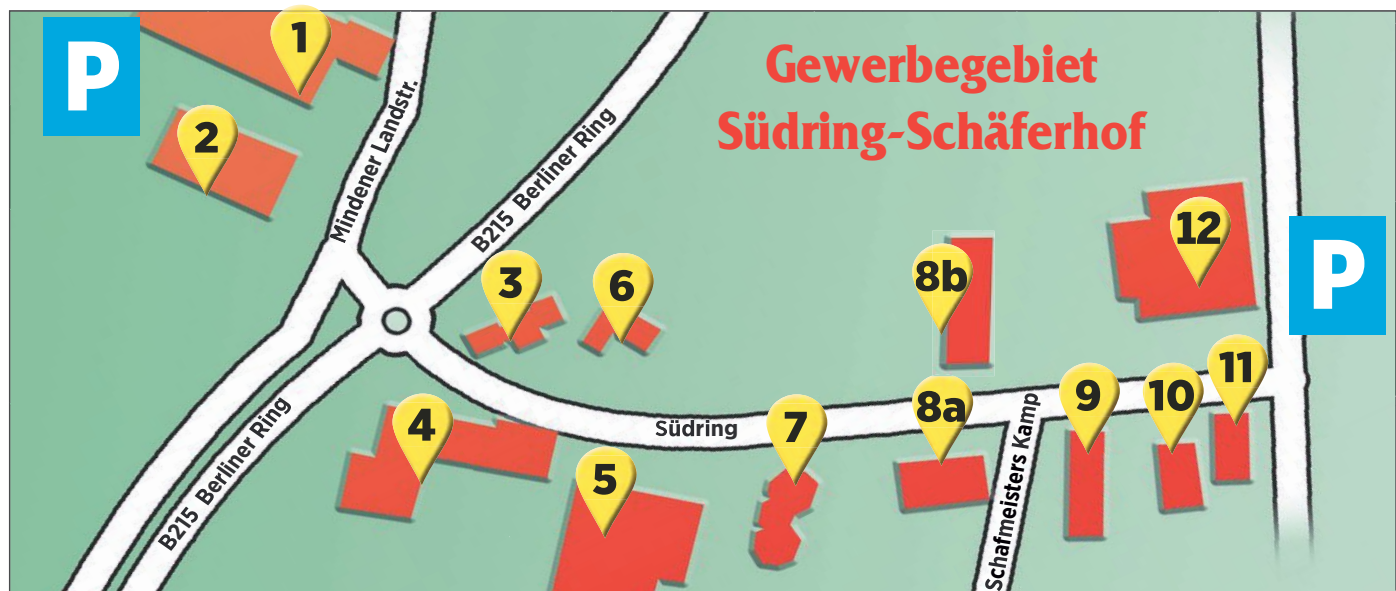 P
1
Gewerbegebiet
Südring-Schäferhof
2
Mindener Landstr.
B215 Berliner Ring
12
P
3
6
8b
11
4
7
8a
9
10
Südring
5
B215 Berliner Ring
Schafmeisters Kamp